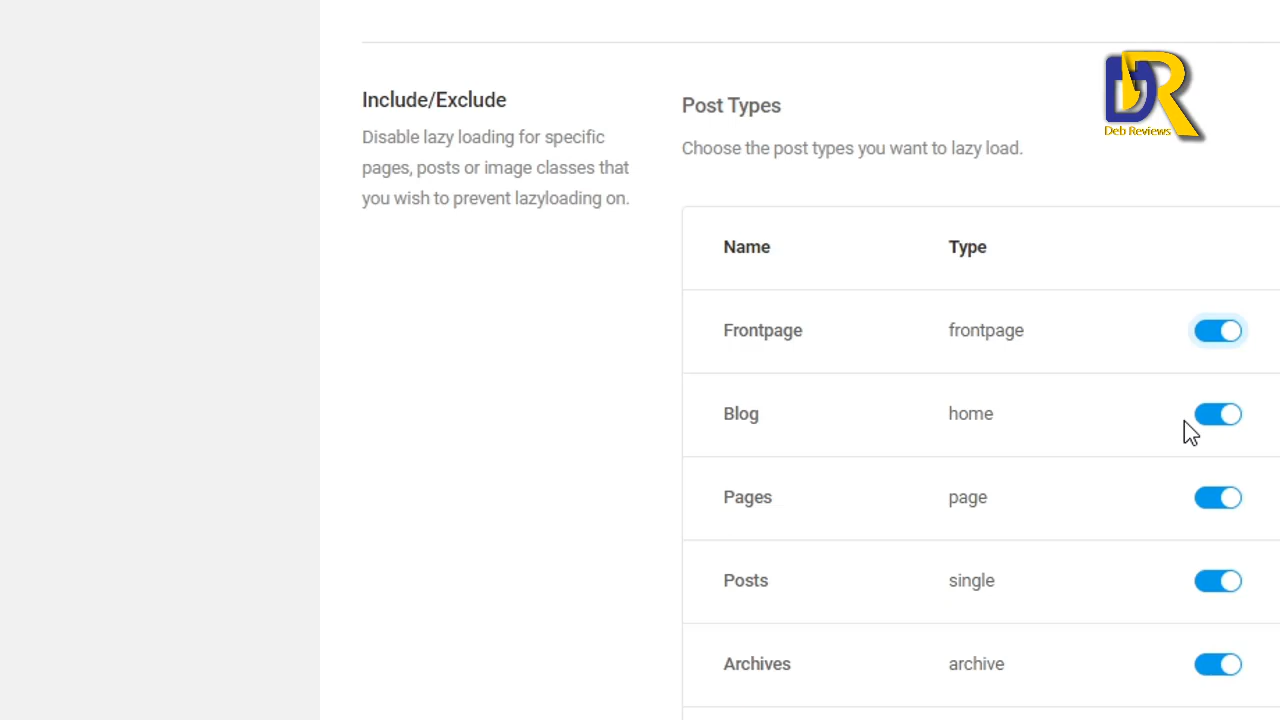 Include/Exclude
Disable lazy loading for specific
pages, posts or image classes that
you wish to prevent lazyloading on.
Post Types
Choose the post types you want to lazy load.
DR
Deb Reviews
Name Type
Frontpage frontpage
Blog home
Pages page
Posts single
Archives archive